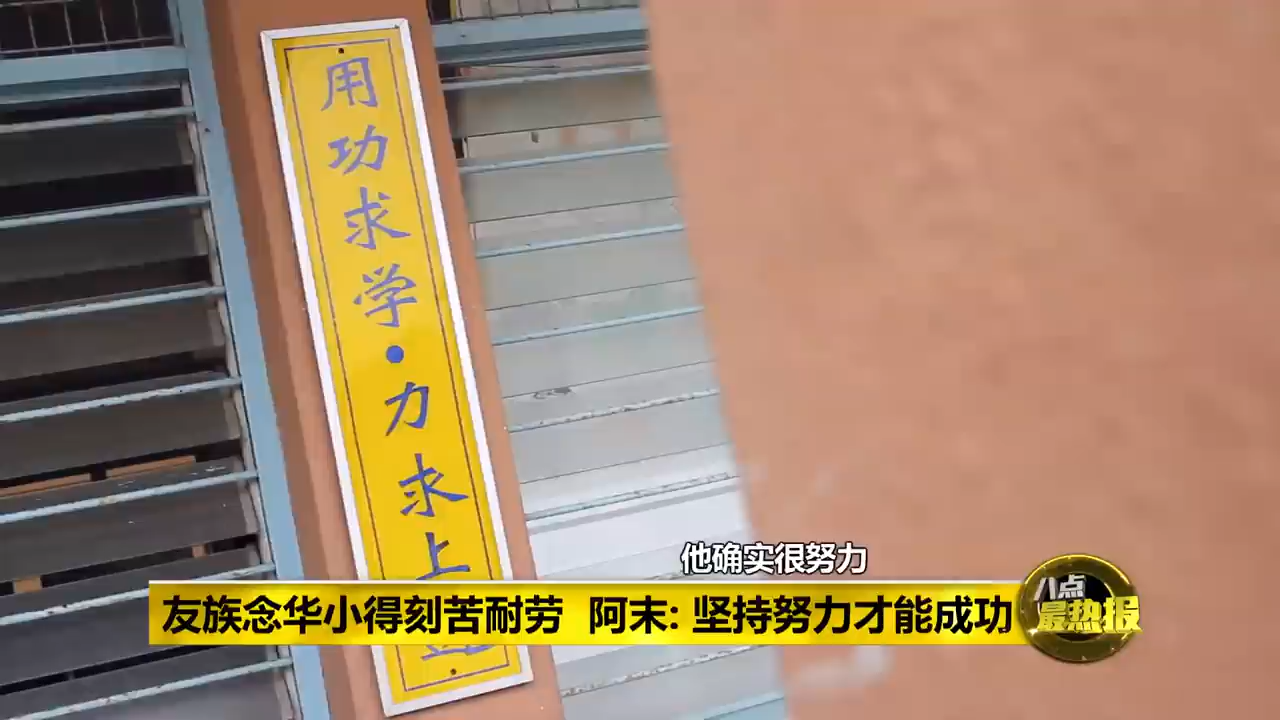 用功求学·力求上
他确实很努力
友族念华小得刻苦耐劳 阿末: 坚持努力才能成功
八点
最热报